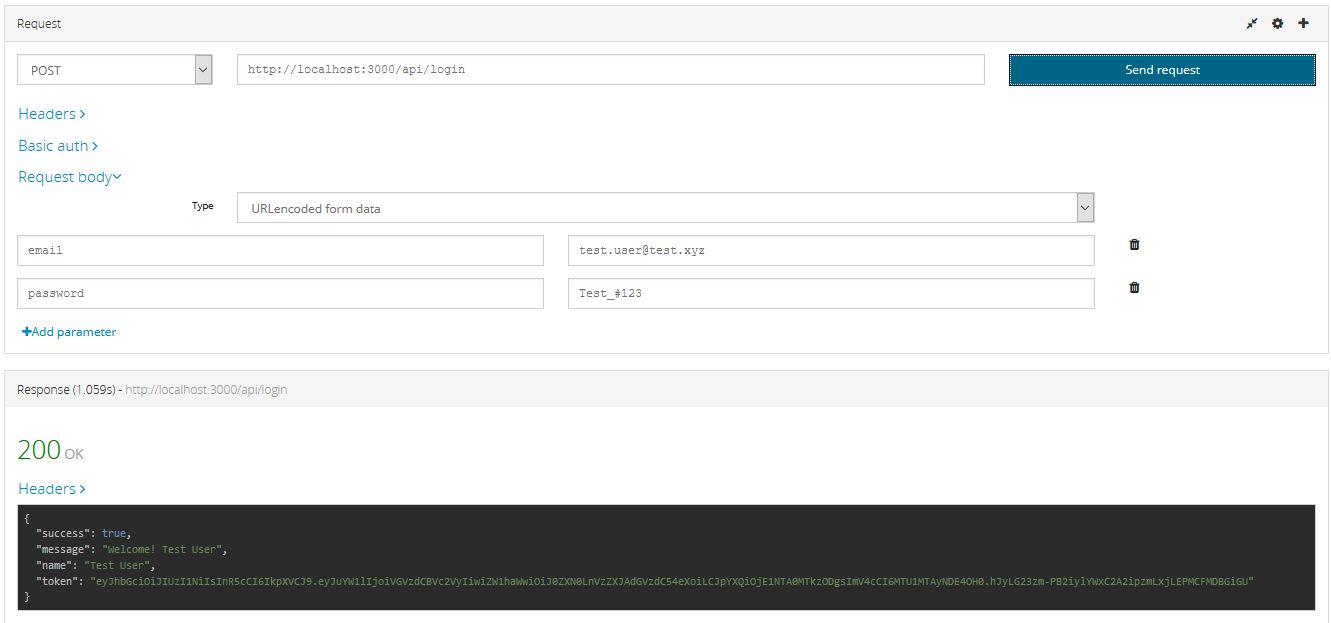 Request
POST
http://localhost:3000/api/login
Send request
Headers
Basic auth
Request body
Type
URLencoded form data
email
test.user@test.xyz
password
Test_#123
Add parameter
Response (1.059s) - http://localhost:3000/api/login
200 OK
Headers
{
"success": true,
"message": "Welcome! Test User",
"name": "Test User",
"token": "eyJhbGciOiJIUzI1NiIsInR5cCI6IkpXVCJ9.eyJuYW1lIjoiVGVzdCBVc2VyIiwiZW1haWwiOiJ0ZXN0LnVzZXJAdGVzdC54eXoiLCJpYXQiOjE1NTA0MTkzODgsImV4cCI6MTU1MTAyNDE4OH0.hJyLG23zm-PB2iylYWxC2A2ipzmLxjLEPMCFMDBGiGU"
}